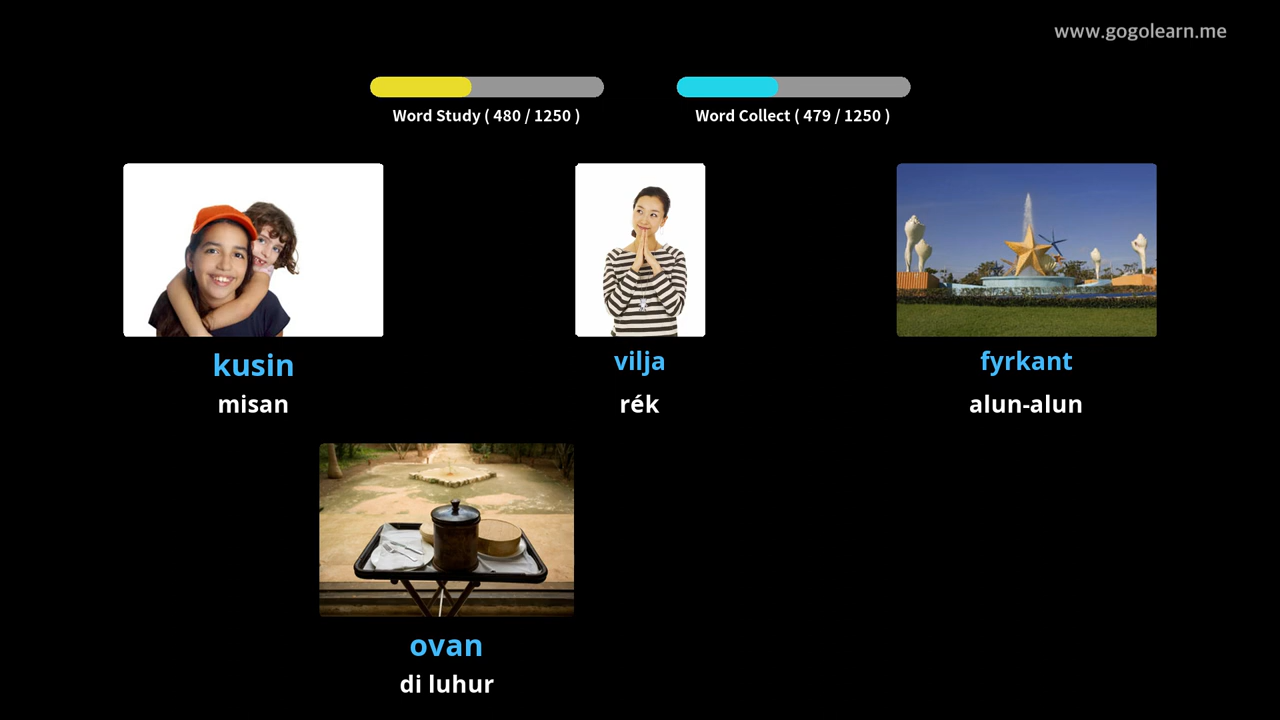 www.gogolearn.me
Word Study ( 480 / 1250 )
Word Collect ( 479 / 1250 )
kusin
misan
vilja
rék
fyrkant
alun-alun
ovan
di luhur